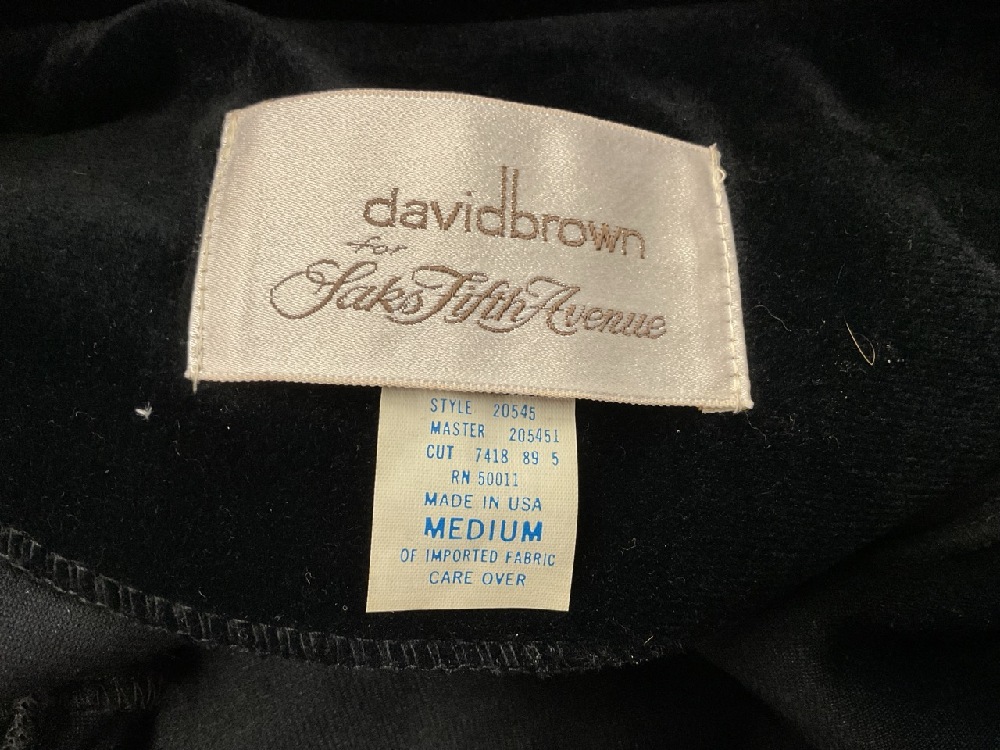 davidbrown
for
Saks Fifth Avenue
STYLE 20545
MASTER 205451
CUT 7418 89 5
RN 50011
MADE IN USA
MEDIUM
OF IMPORTED FABRIC
CARE OVER